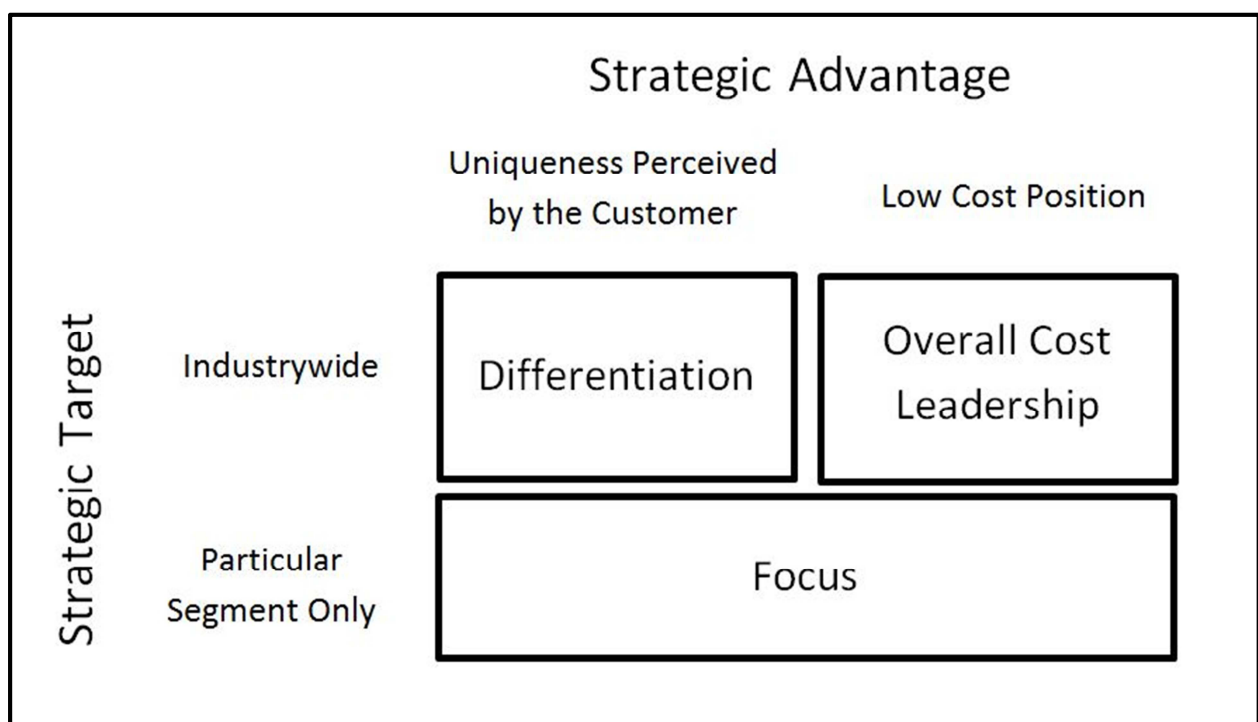 Strategic Advantage
Uniqueness Perceived
by the Customer
Low Cost Position
Strategic Target
Industrywide
Differentiation
Overall Cost
Leadership
Particular
Segment Only
Focus